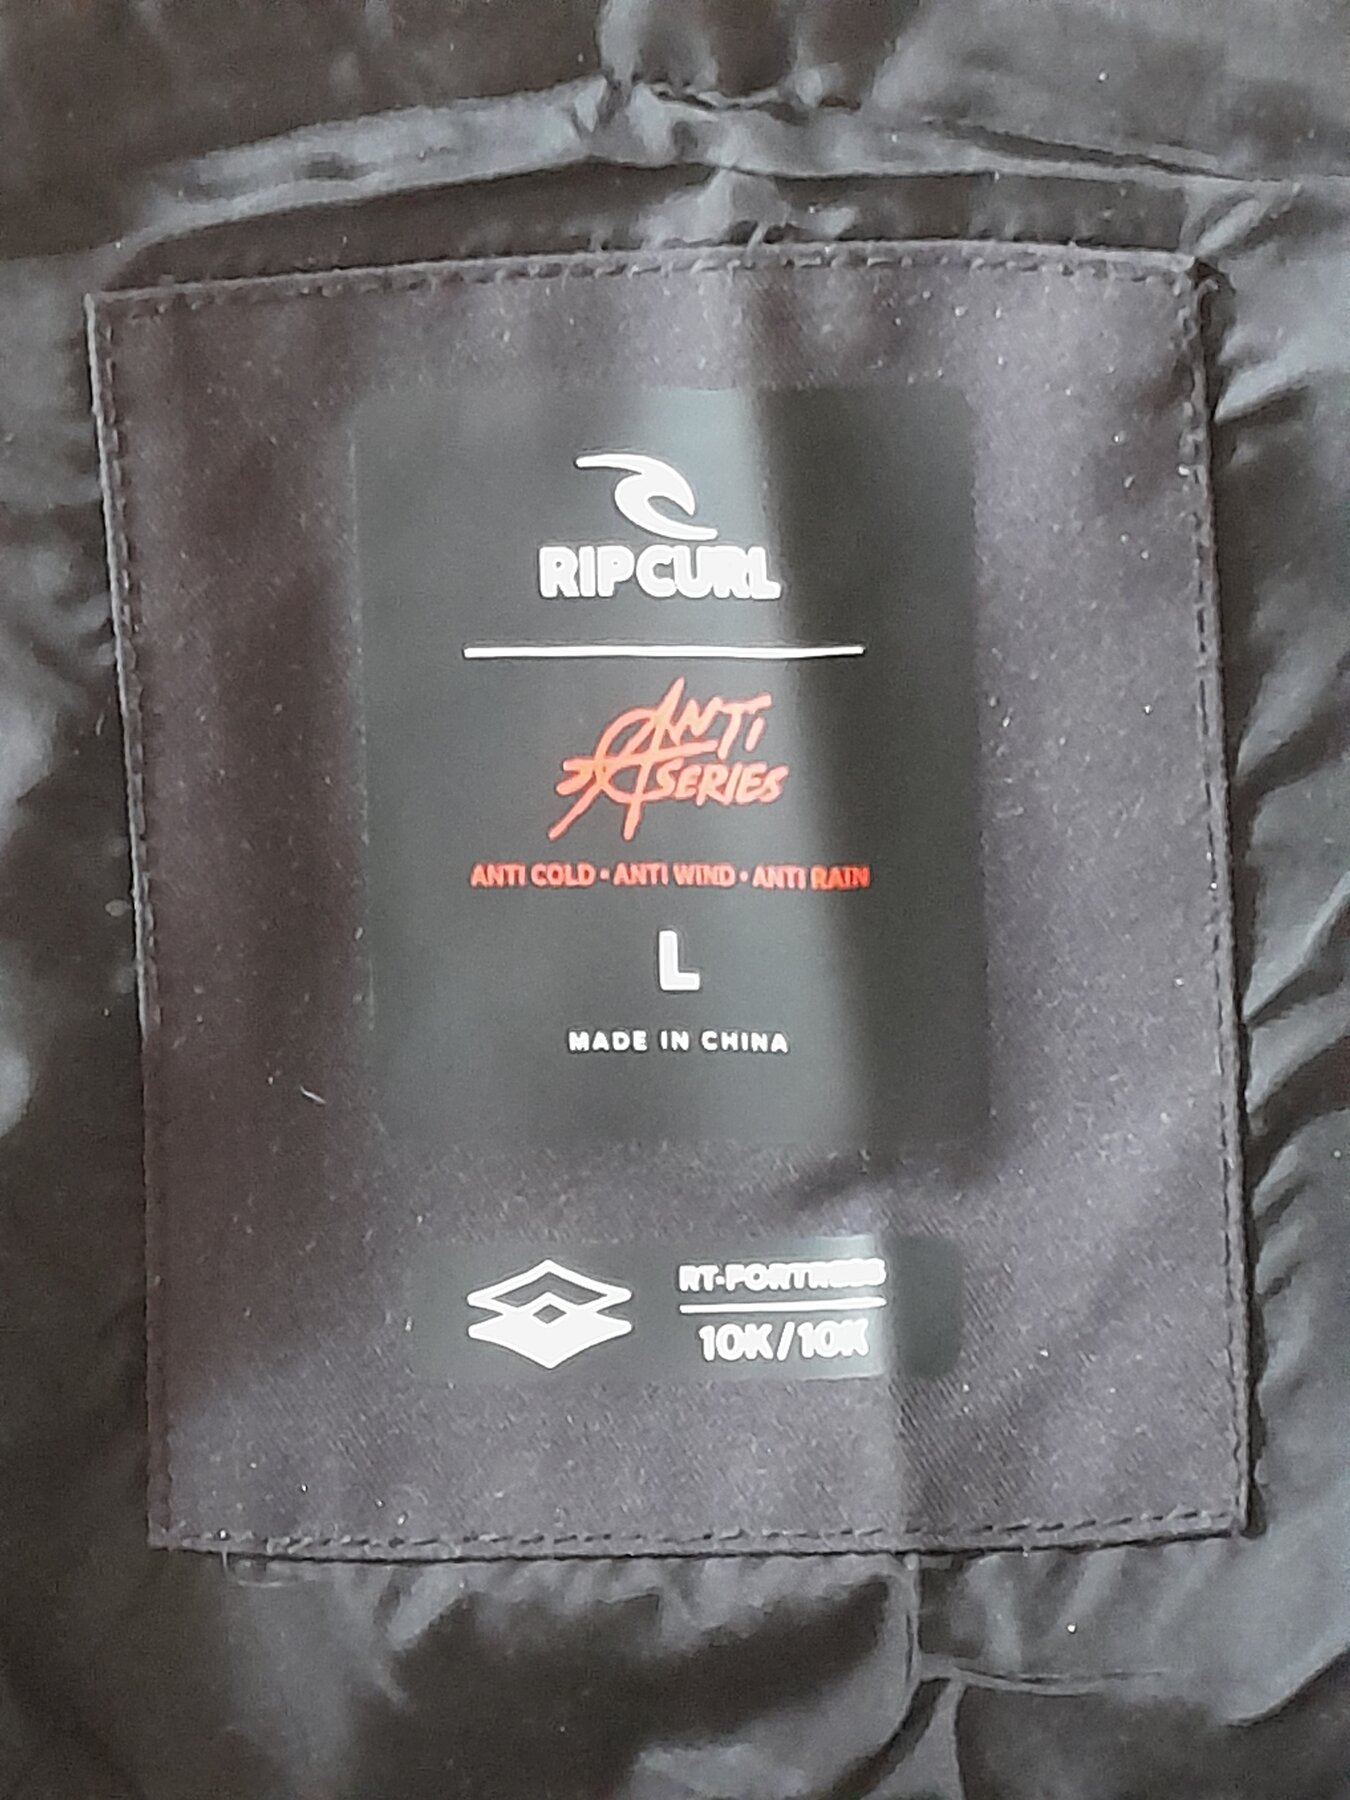 RIPCURL
ANTI
SERIES
ANTI COLD • ANTI WIND • ANTI RAIN
L
MADE IN CHINA
RT-FORTRESS
10K/10K